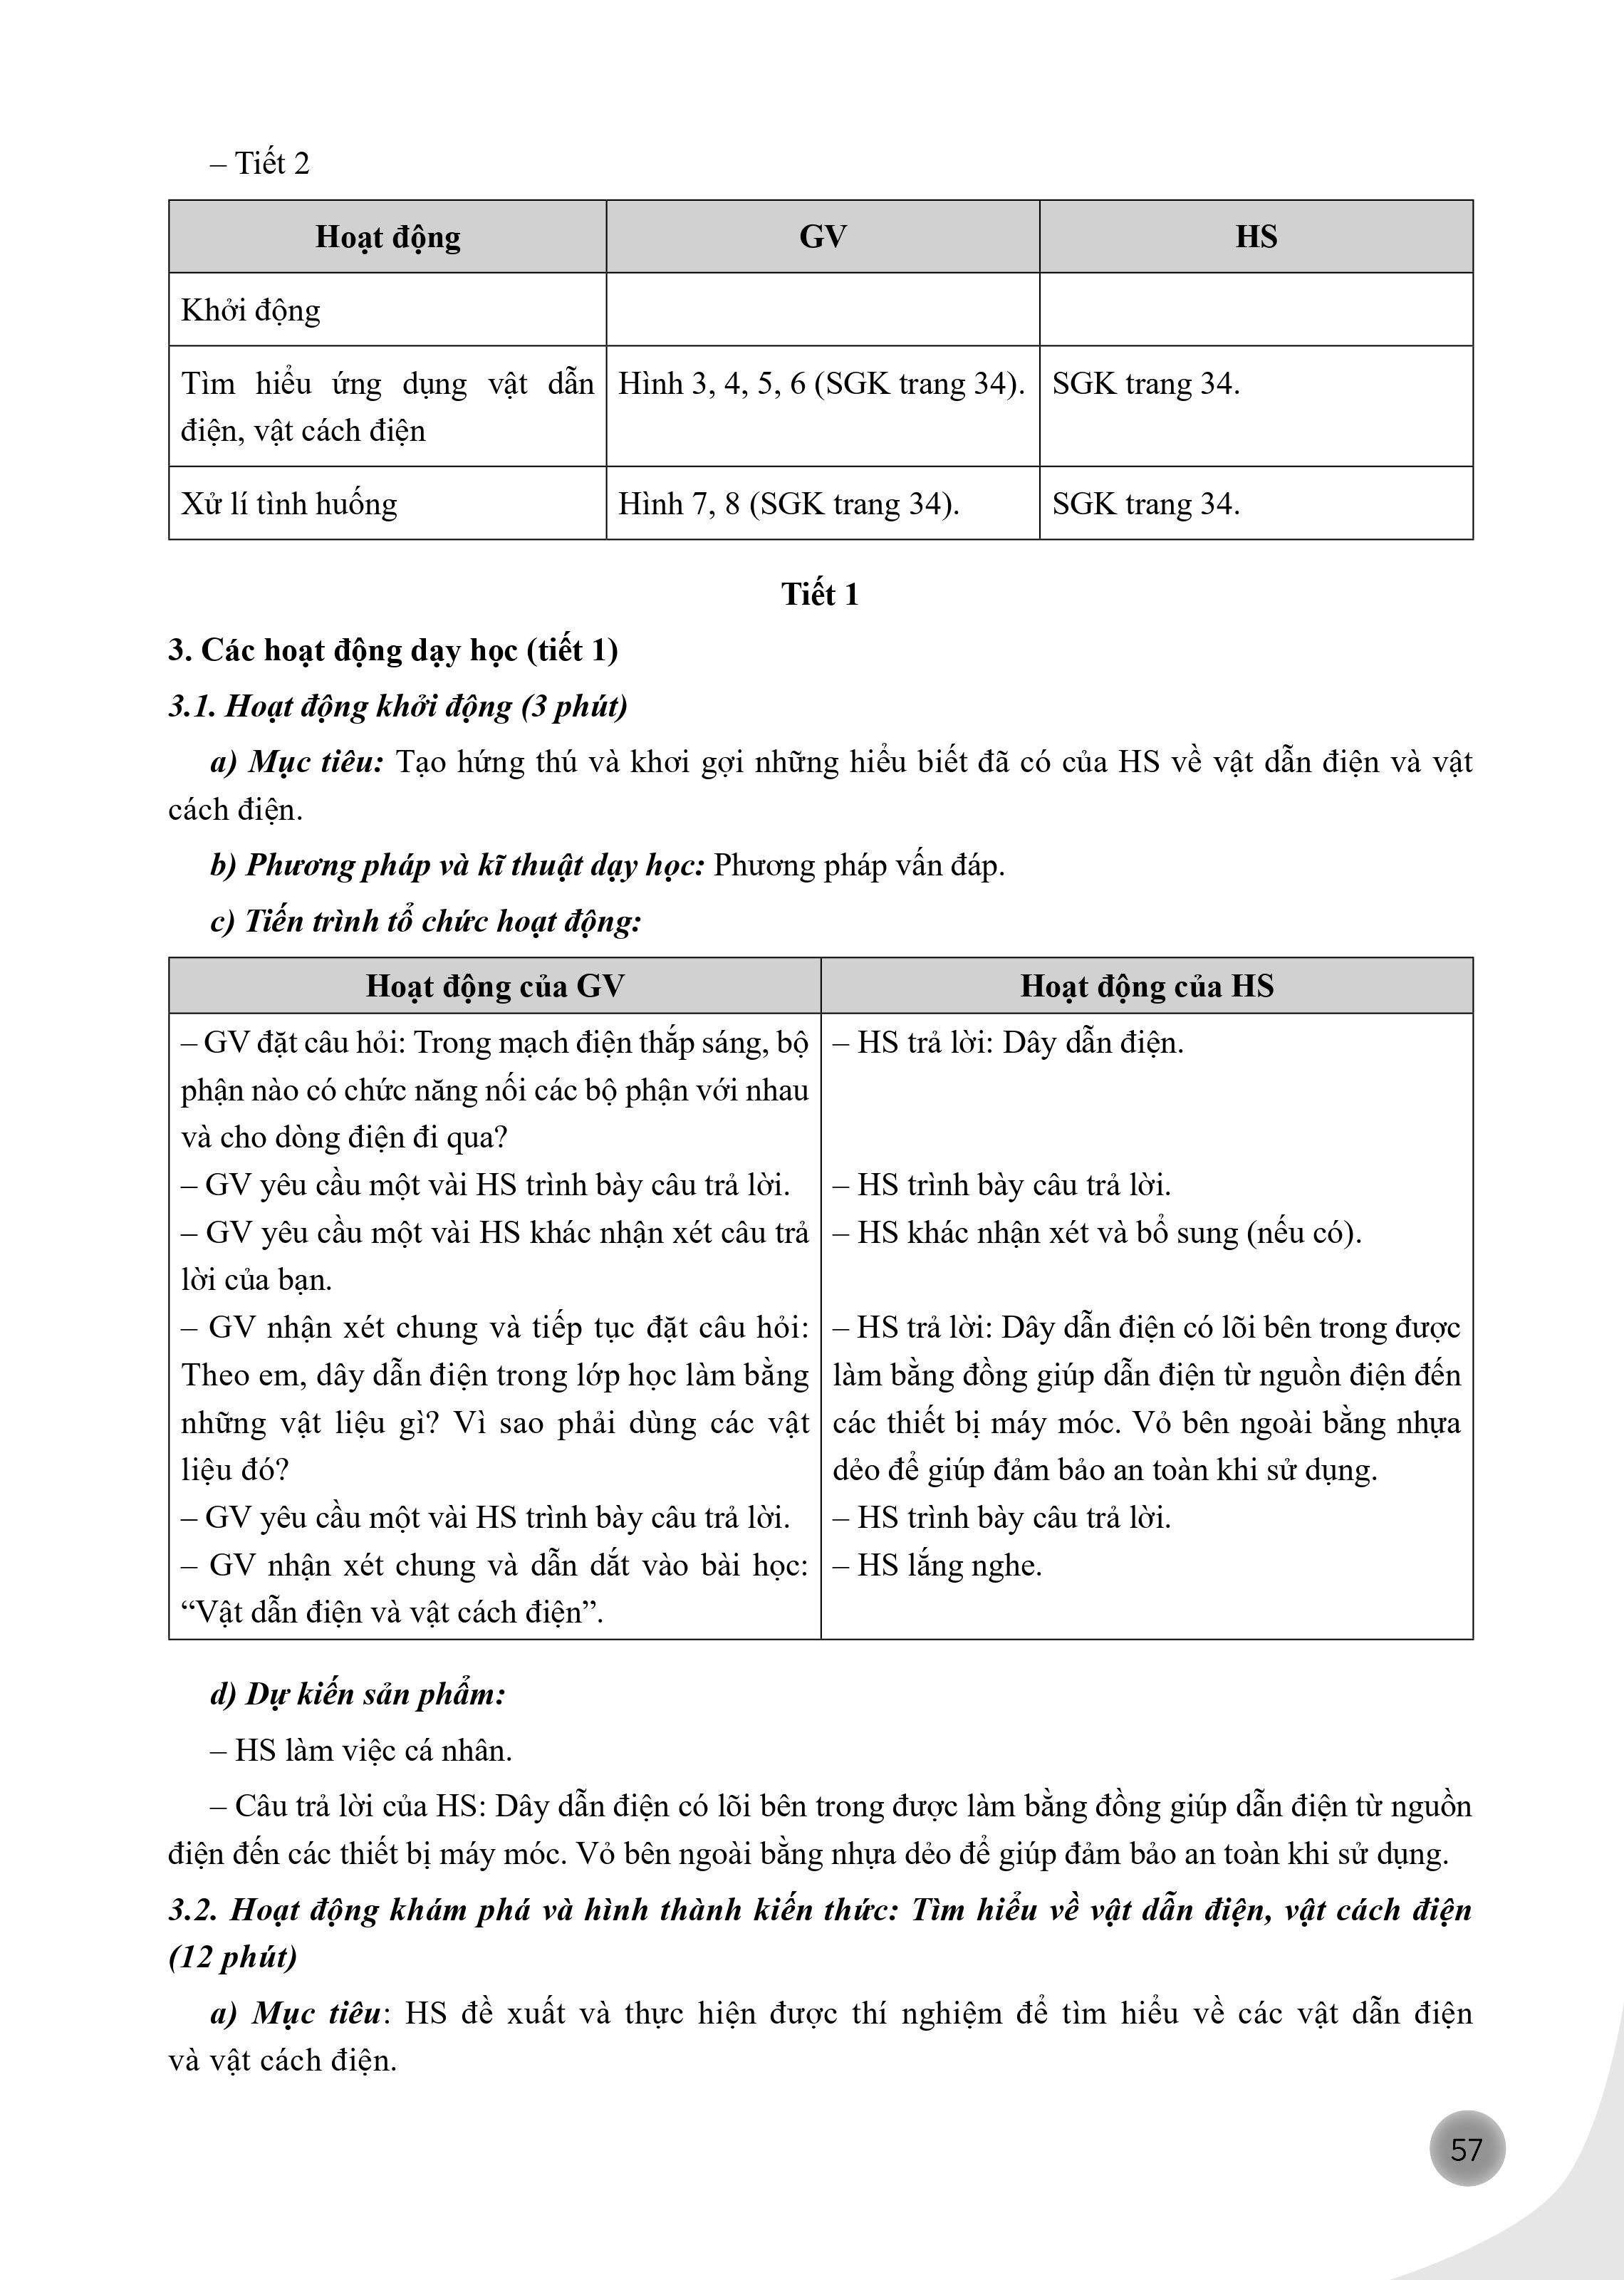 – Tiết 2
Hoạt động GV HS
Khởi động
Tìm hiểu ứng dụng vật dẫn Hình 3, 4, 5, 6 (SGK trang 34). SGK trang 34.
điện, vật cách điện
Xử lí tình huống Hình 7, 8 (SGK trang 34). SGK trang 34.
Tiết 1
3. Các hoạt động dạy học (tiết 1)
3.1. Hoạt động khởi động (3 phút)
a) Mục tiêu: Tạo hứng thú và khơi gợi những hiểu biết đã có của HS về vật dẫn điện và vật
cách điện.
b) Phương pháp và kĩ thuật dạy học: Phương pháp vấn đáp.
c) Tiến trình tổ chức hoạt động:
Hoạt động của GV Hoạt động của HS
– GV đặt câu hỏi: Trong mạch điện thắp sáng, bộ – HS trả lời: Dây dẫn điện.
phận nào có chức năng nối các bộ phận với nhau
và cho dòng điện đi qua?
– GV yêu cầu một vài HS trình bày câu trả lời. – HS trình bày câu trả lời.
– GV yêu cầu một vài HS khác nhận xét câu trả – HS khác nhận xét và bổ sung (nếu có).
lời của bạn.
– GV nhận xét chung và tiếp tục đặt câu hỏi: – HS trả lời: Dây dẫn điện có lõi bên trong được
Theo em, dây dẫn điện trong lớp học làm bằng làm bằng đồng giúp dẫn điện từ nguồn điện đến
những vật liệu gì? Vì sao phải dùng các vật các thiết bị máy móc. Vỏ bên ngoài bằng nhựa
liệu đó? dẻo để giúp đảm bảo an toàn khi sử dụng.
– GV yêu cầu một vài HS trình bày câu trả lời. – HS trình bày câu trả lời.
– GV nhận xét chung và dẫn dắt vào bài học: – HS lắng nghe.
“Vật dẫn điện và vật cách điện”.
d) Dự kiến sản phẩm:
– HS làm việc cá nhân.
– Câu trả lời của HS: Dây dẫn điện có lõi bên trong được làm bằng đồng giúp dẫn điện từ nguồn
điện đến các thiết bị máy móc. Vỏ bên ngoài bằng nhựa dẻo để giúp đảm bảo an toàn khi sử dụng.
3.2. Hoạt động khám phá và hình thành kiến thức: Tìm hiểu về vật dẫn điện, vật cách điện
(12 phút)
a) Mục tiêu: HS đề xuất và thực hiện được thí nghiệm để tìm hiểu về các vật dẫn điện
và vật cách điện.
57